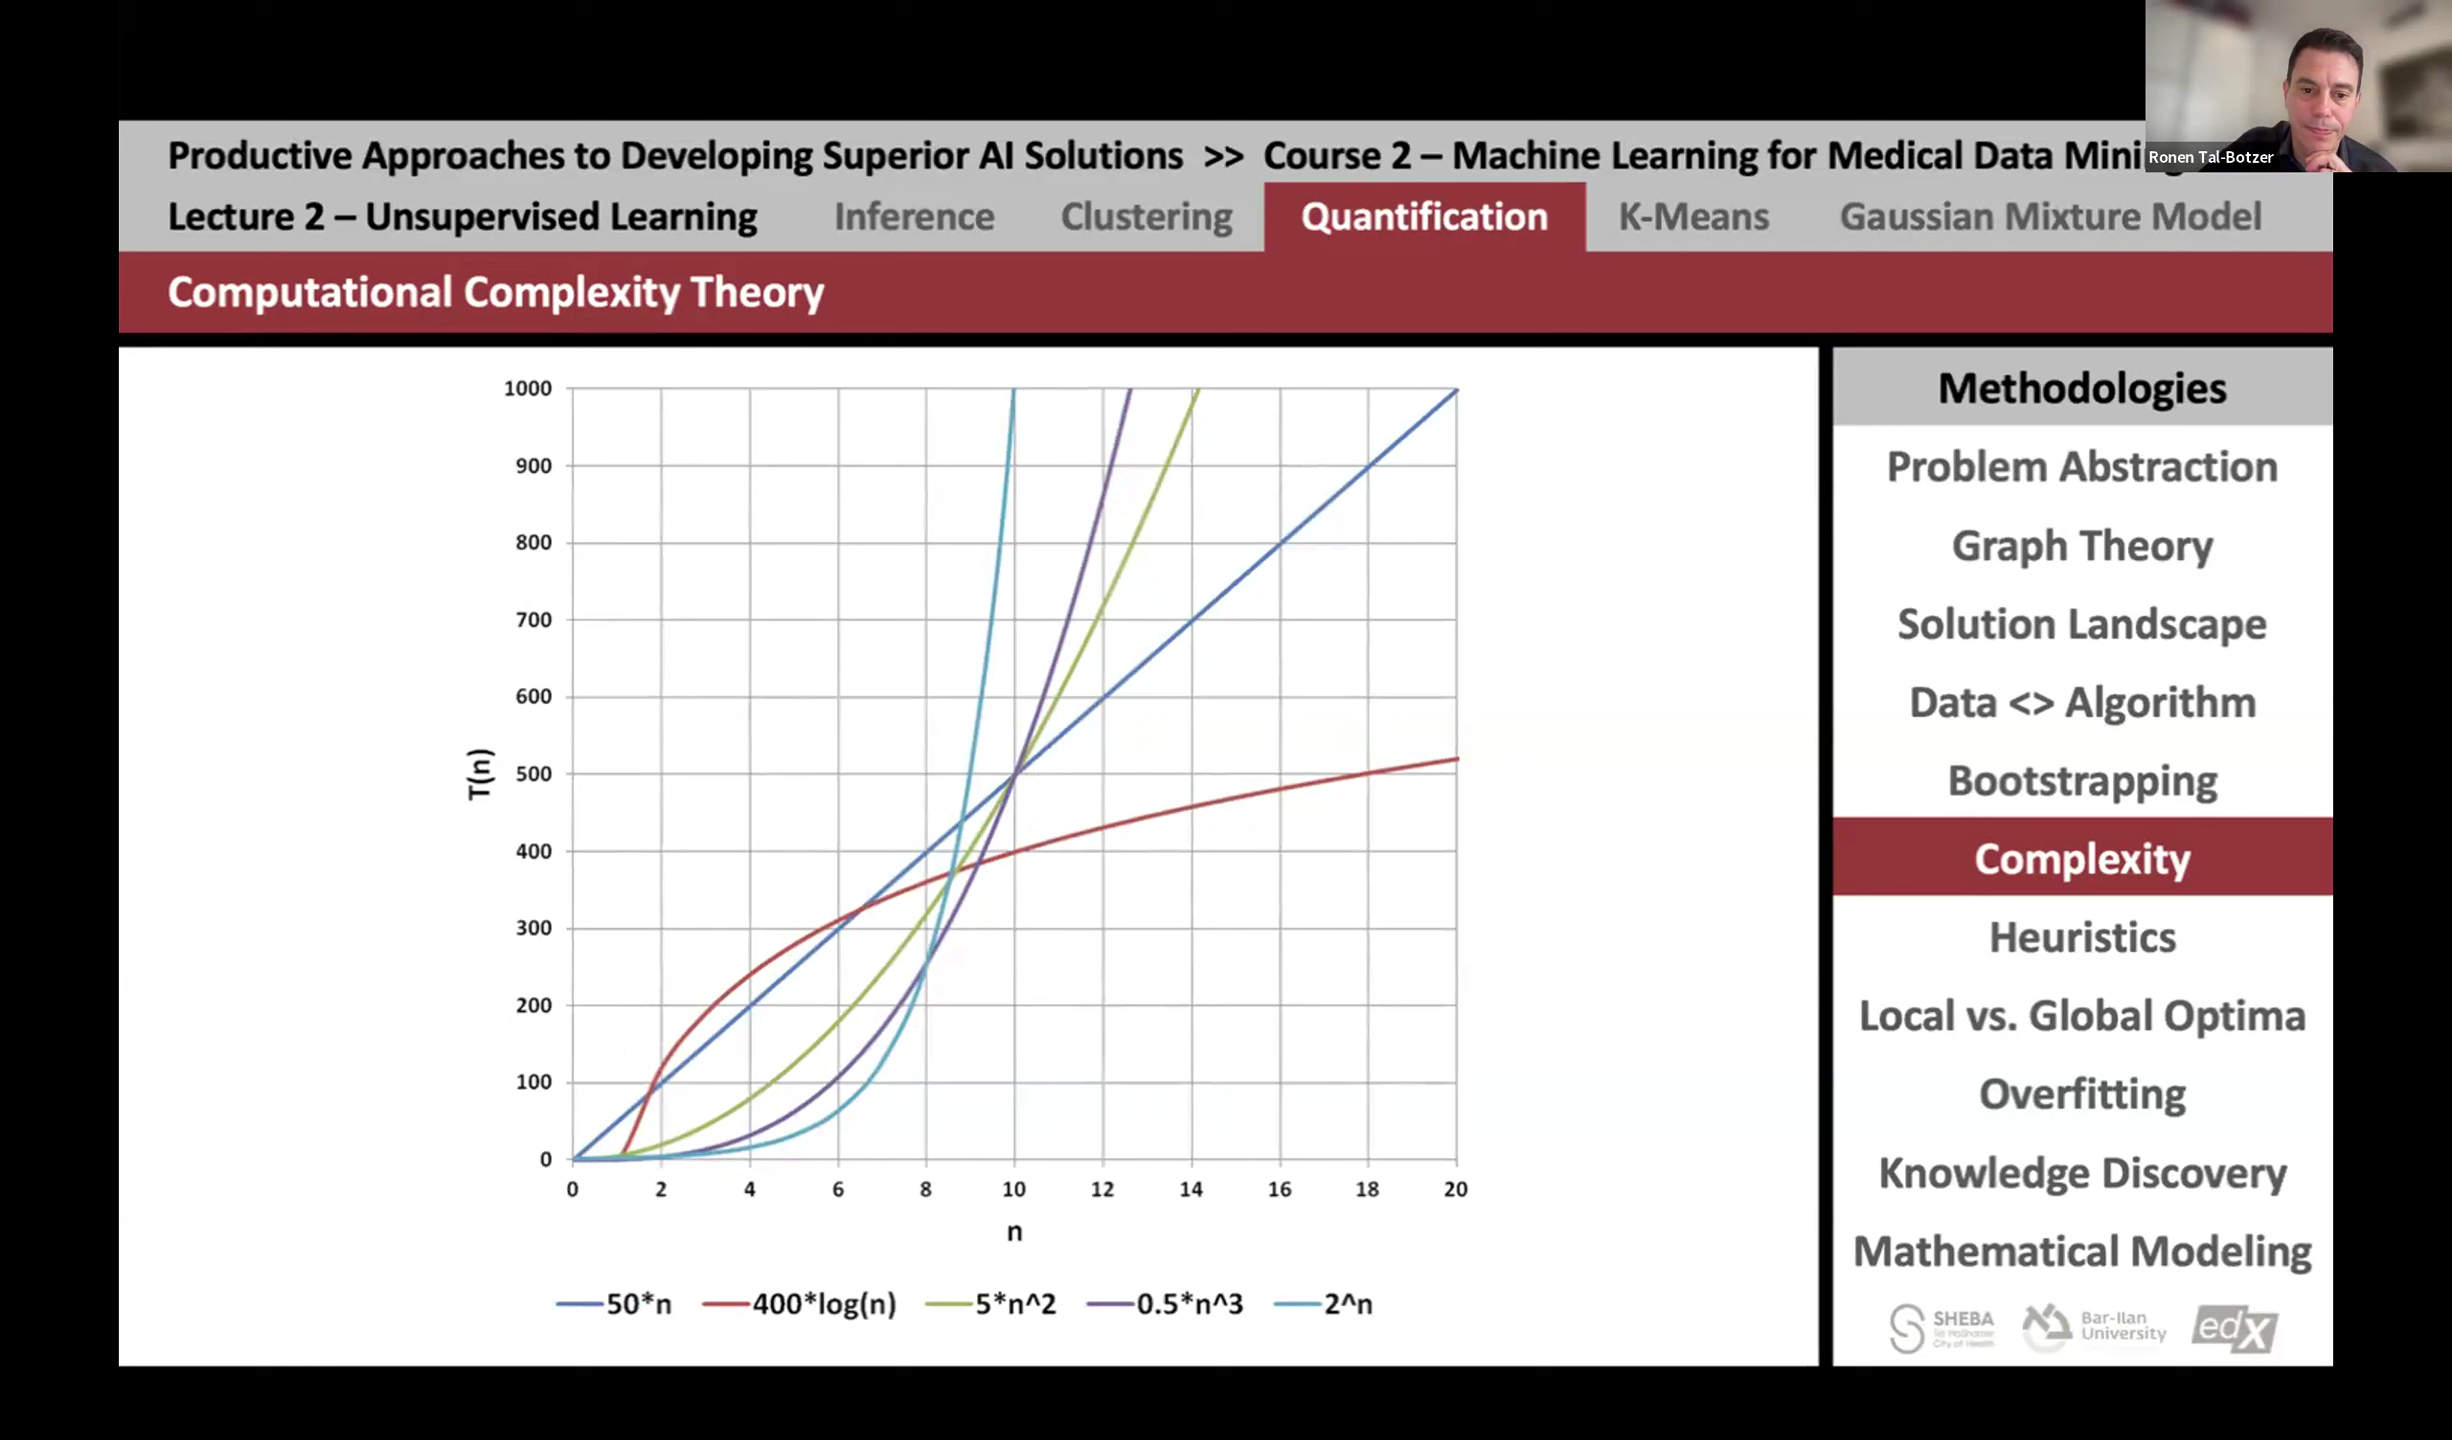 Productive Approaches to Developing Superior AI Solutions >> Course 2 – Machine Learning for Medical Data Mini
Ronen Tal-Botzer
Lecture 2 – Unsupervised Learning Inference Clustering Quantification K-Means Gaussian Mixture Model
Computational Complexity Theory
1000
900
800
700
600
500
400
300
200
100
0
T(n)
0 2 4 6 8 10 12 14 16 18 20
n
50*n 400*log(n) 5*n^2 0.5*n^3 2^n
Methodologies
Problem Abstraction
Graph Theory
Solution Landscape
Data <> Algorithm
Bootstrapping
Complexity
Heuristics
Local vs. Global Optima
Overfitting
Knowledge Discovery
Mathematical Modeling
SHEBA
City of Health
Bar-Ilan
University
edX